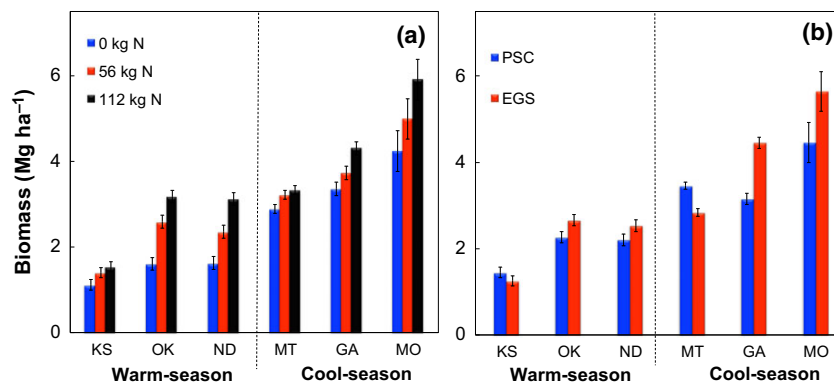 (a)
0 kg N
56 kg N
112 kg N
Biomass (Mg ha⁻¹)
6
4
2
0
KS OK ND MT GA MO
Warm-season Cool-season
(b)
PSC
EGS
6
4
2
0
KS OK ND MT GA MO
Warm-season Cool-season